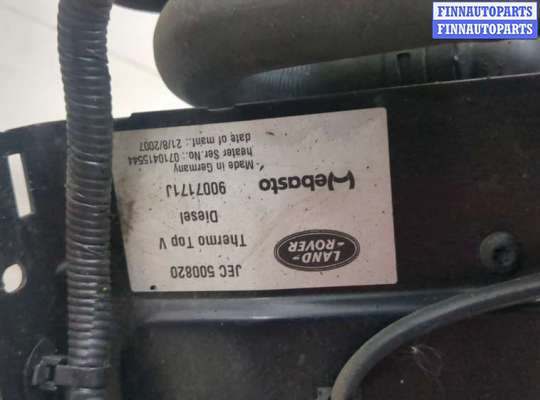 FINNAUTOPARTS
FINNAUTOPARTS
LAND-
-ROVER
JEC 500820
Thermo Top V
Diesel
9007171J
Webasto
Made in Germany
heater Ser.No.: 0710415544
date of manf.: 21/8/2007